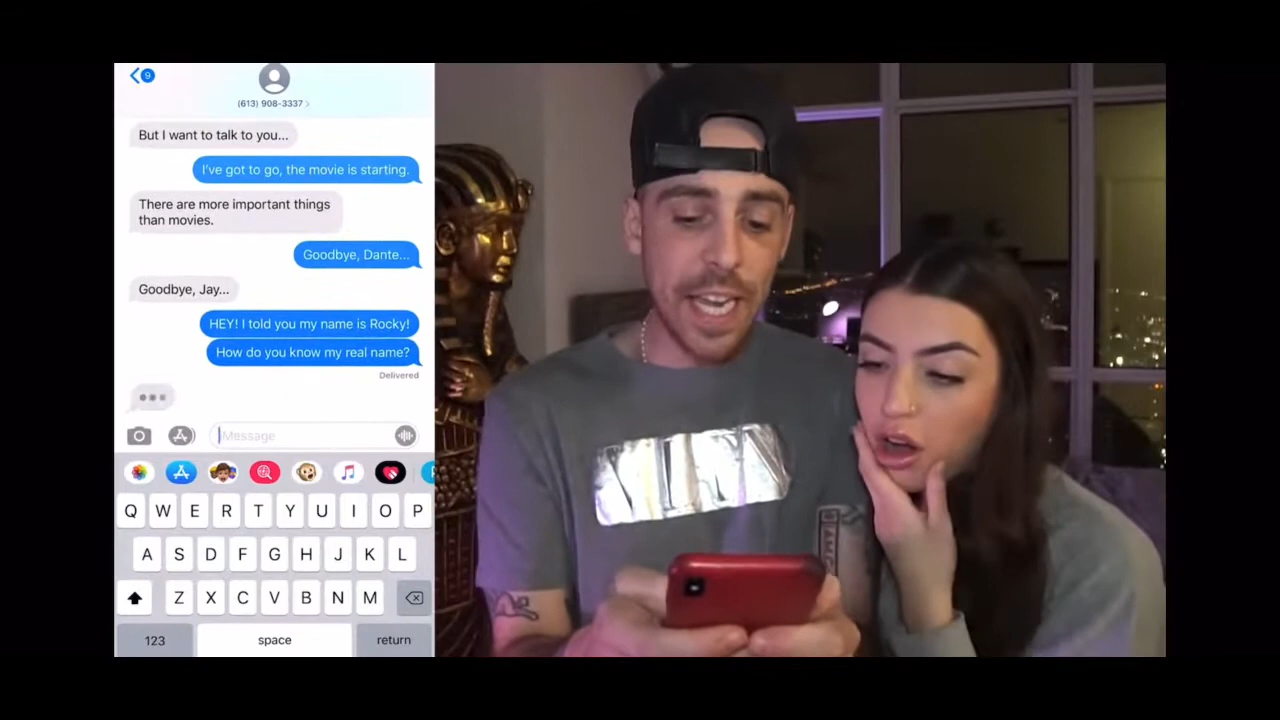 9
(613) 908-3337 >
But I want to talk to you...
I've got to go, the movie is starting.
There are more important things
than movies.
Goodbye, Dante...
Goodbye, Jay...
HEY! I told you my name is Rocky!
How do you know my real name?
Delivered
Message
Q W E R T Y U I O P
A S D F G H J K L
Z X C V B N M
123 space return